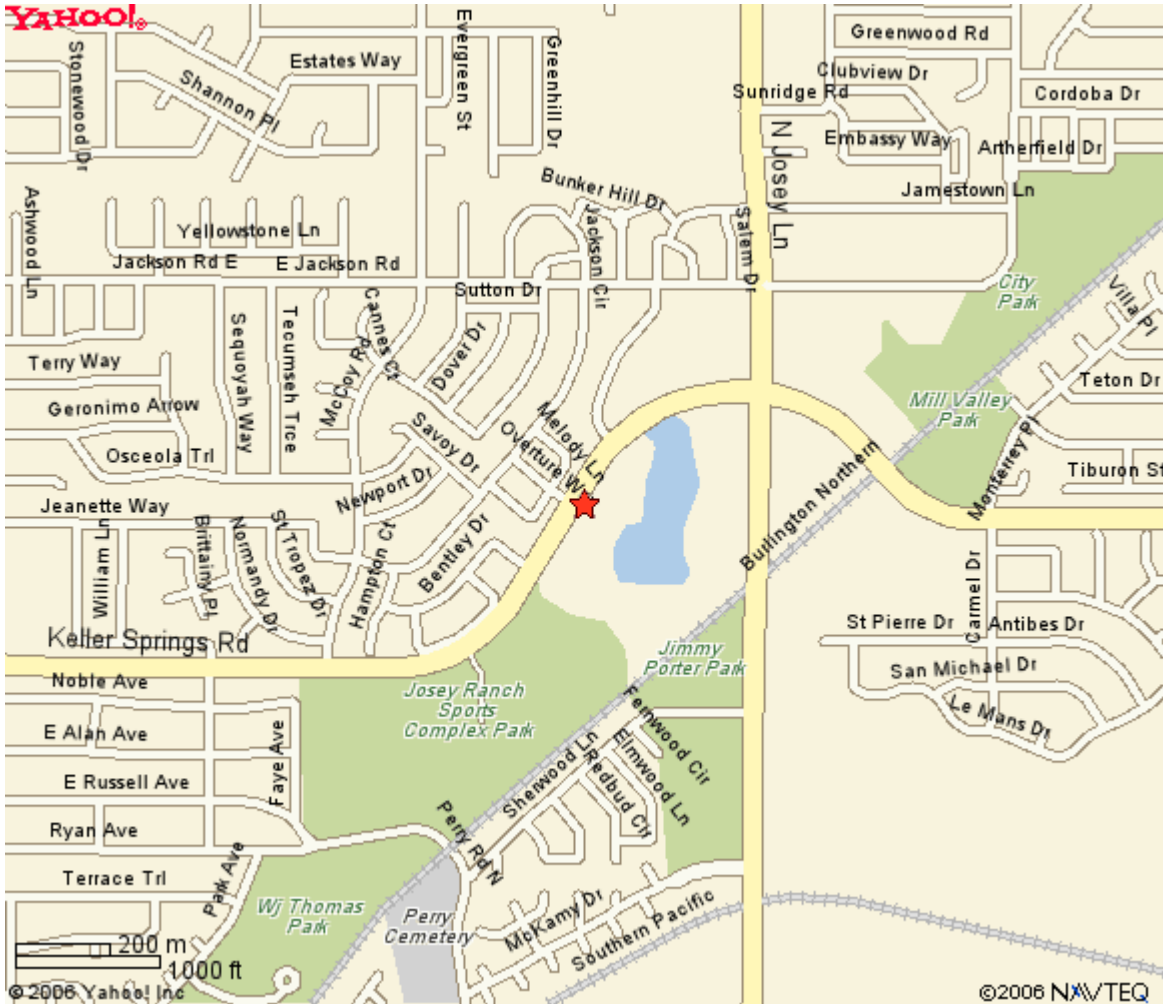 YAHOO!®
Greenwood Rd
Estates Way
Evergreen St
Greenhill Dr
Stonewood Dr
Shannon Pl
Clubview Dr
Sunridge Rd
Cordoba Dr
Embassy Way
Artherfield Dr
N Josey Ln
Jamestown Ln
Bunker Hill Dr
Ashwood Ln
Yellowstone Ln
Jackson Cir
Salem Dr
Jackson Rd E
E Jackson Rd
Sutton Dr
City
Park
Villa Pl
Cannes Ct
Sequoyah Way
Tecumseh Trce
McCoy Rd
Dover Dr
Terry Way
Teton Dr
Geronimo Arrow
Mill Valley
Park
Melody Ln
Overture Wy
Savoy Dr
Osceola Trl
Newport Dr
Burlington Northern
Monterrey Pl
Tiburon St
Jeanette Way
William Ln
Brittainy Pl
Normandy Dr
St Tropez Dr
Hampton Ct
Bentley Dr
Carmel Dr
St Pierre Dr
Antibes Dr
Keller Springs Rd
Jimmy
Porter Park
San Michael Dr
Noble Ave
Josey Ranch
Sports
Complex Park
Fernwood Cir
Le Mans Dr
E Alan Ave
Faye Ave
Sherwood Ln
Elmwood Ln
Redbud Cir
E Russell Ave
Ryan Ave
Perry Rd N
Park Ave
Terrace Trl
Wj Thomas
Park
Perry
Cemetery
McKamy Dr
Southern Pacific
200 m
1000 ft
©2006 Yahoo! Inc
©2006 NAVTEQ